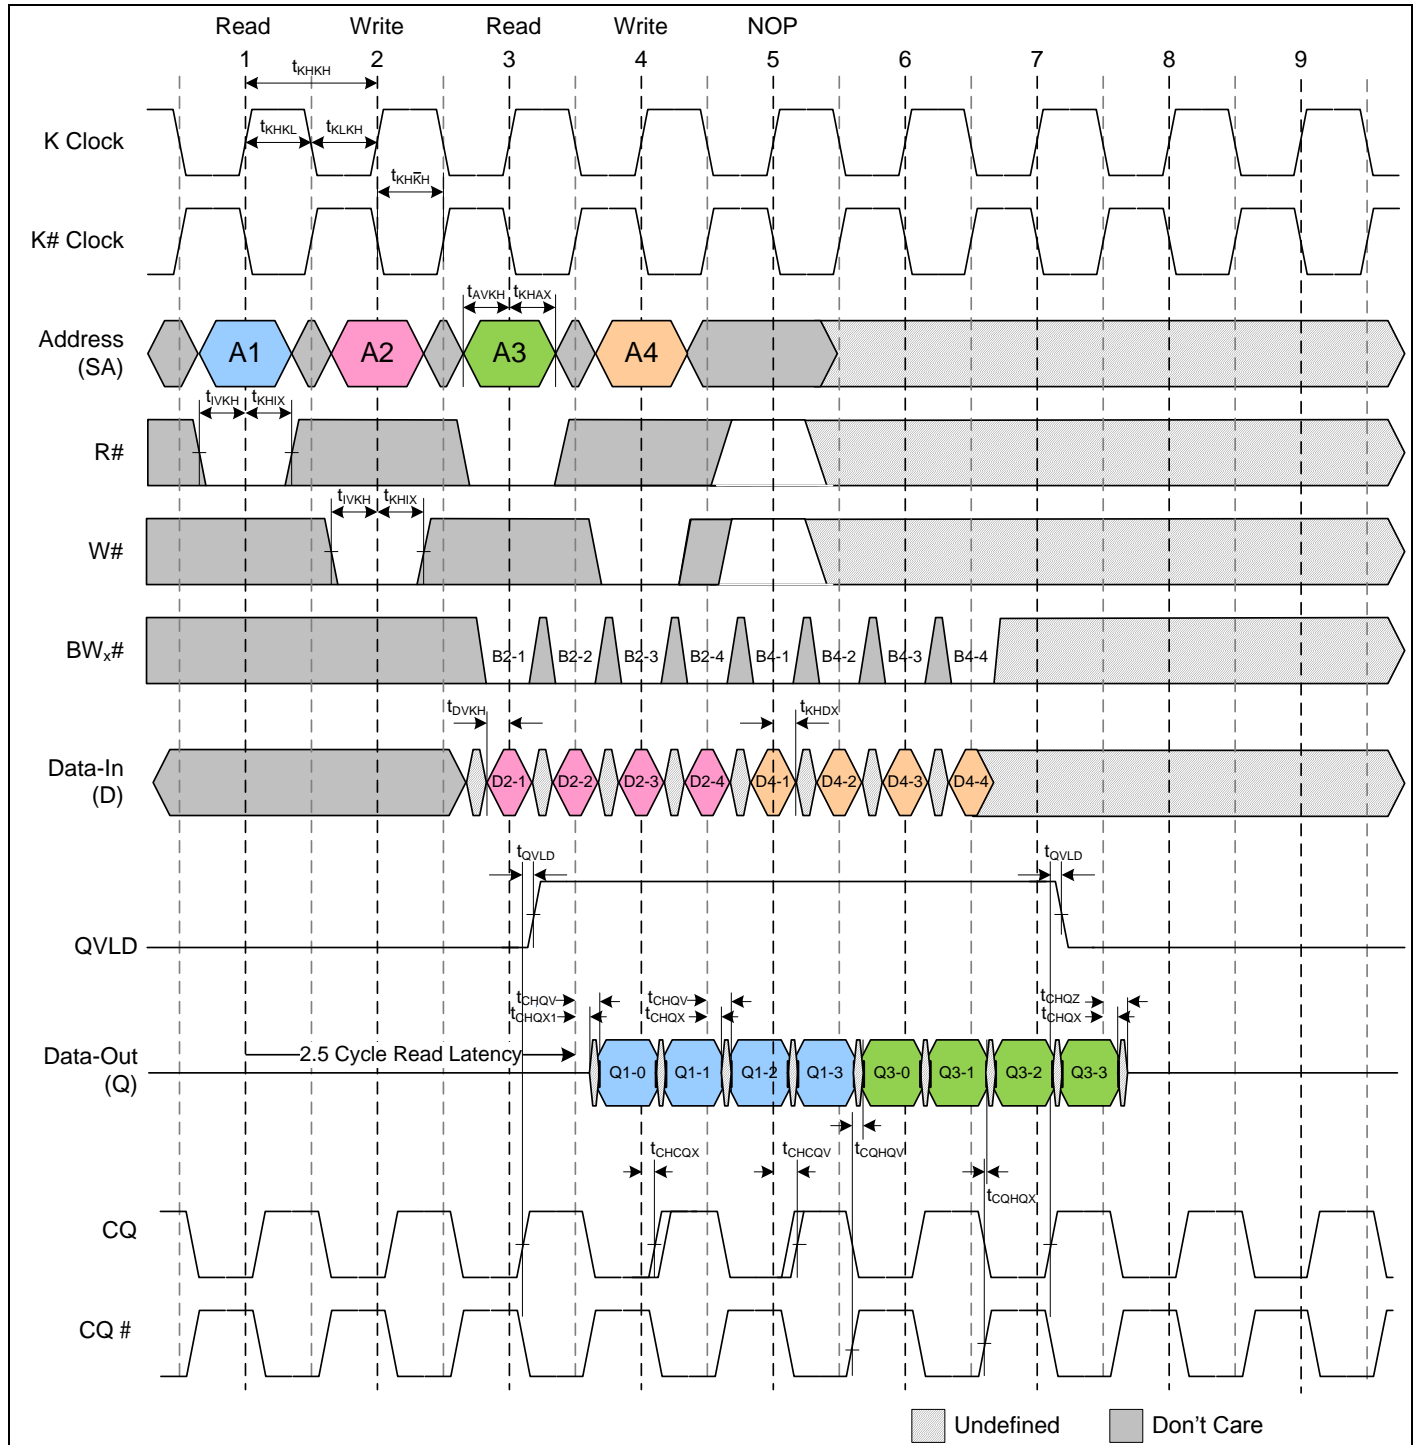 Read Write Read Write NOP
1 2 3 4 5 6 7 8 9
tKHKH
K Clock
tKHKL tKLKH
tKHK̅H
K# Clock
tAVKH tKHAX
Address
(SA)
A1 A2 A3 A4
tIVKH tKHIX
R#
tIVKH tKHIX
W#
BWx#
B2-1 B2-2 B2-3 B2-4 B4-1 B4-2 B4-3 B4-4
tDVKH tKHDX
Data-In
(D)
D2-1 D2-2 D2-3 D2-4 D4-1 D4-2 D4-3 D4-4
tQVLD tQVLD
QVLD
tCHQV tCHQV tCHQZ
tCHQX1 tCHQX tCHQX
Data-Out
(Q)
2.5 Cycle Read Latency
Q1-0 Q1-1 Q1-2 Q1-3 Q3-0 Q3-1 Q3-2 Q3-3
tCHCQX tCHCQV tCQHQV
tCQHQX
CQ
CQ #
Undefined Don't Care